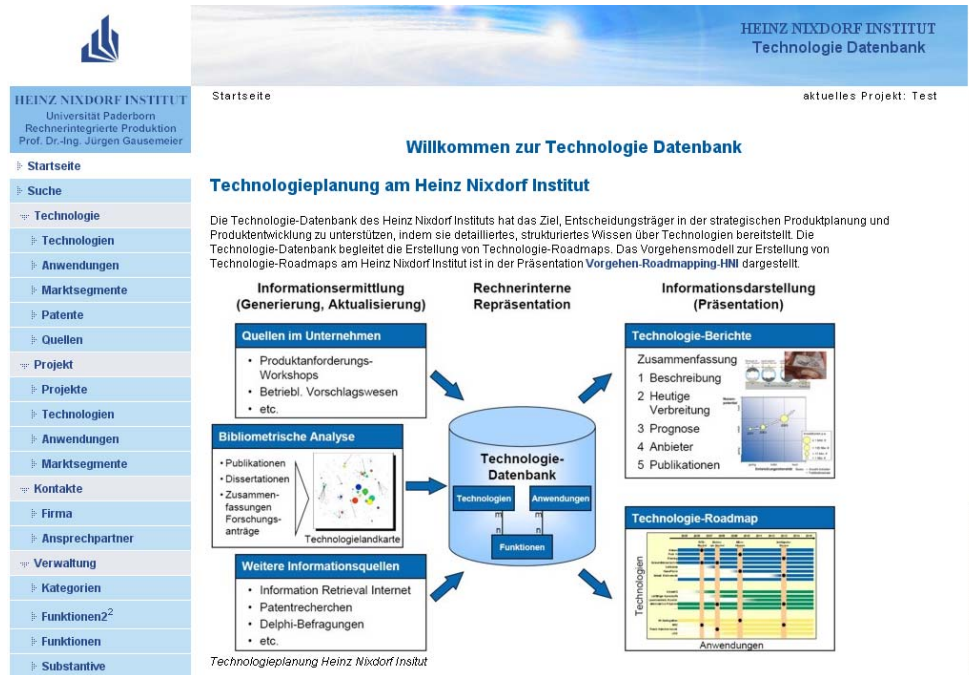 HEINZ NIXDORF INSTITUT
Technologie Datenbank
HEINZ NIXDORF INSTITUT
Universität Paderborn
Rechnerintegrierte Produktion
Prof. Dr.-Ing. Jürgen Gausemeier
Startseite
Suche
Technologie
Technologien
Anwendungen
Marktsegmente
Patente
Quellen
Projekt
Projekte
Technologien
Anwendungen
Marktsegmente
Kontakte
Firma
Ansprechpartner
Verwaltung
Kategorien
Funktionen2²
Funktionen
Substantive
Startseite
aktuelles Projekt: Test
Willkommen zur Technologie Datenbank
Technologieplanung am Heinz Nixdorf Institut
Die Technologie-Datenbank des Heinz Nixdorf Instituts hat das Ziel, Entscheidungsträger in der strategischen Produktplanung und
Produktentwicklung zu unterstützen, indem sie detailliertes, strukturiertes Wissen über Technologien bereitstellt. Die
Technologie-Datenbank begleitet die Erstellung von Technologie-Roadmaps. Das Vorgehensmodell zur Erstellung von
Technologie-Roadmaps am Heinz Nixdorf Institut ist in der Präsentation Vorgehen-Roadmapping-HNI dargestellt.
Informationsermittlung
(Generierung, Aktualisierung)
Rechnerinterne
Repräsentation
Informationsdarstellung
(Präsentation)
Quellen im Unternehmen
• Produktanforderungs-
Workshops
• Betriebl. Vorschlagswesen
• etc.
Bibliometrische Analyse
• Publikationen
• Dissertationen
• Zusammen-
fassungen
Forschungs-
anträge
Technologielandkarte
Weitere Informationsquellen
• Information Retrieval Internet
• Patentrecherchen
• Delphi-Befragungen
• etc.
Technologie-
Datenbank
Technologien
Anwendungen
m
m
n
n
Funktionen
Technologie-Berichte
Zusammenfassung
1 Beschreibung
2 Heutige
Verbreitung
3 Prognose
4 Anbieter
5 Publikationen
Technologie-Roadmap
Technologien
Anwendungen
Technologieplanung Heinz Nixdorf Insitut